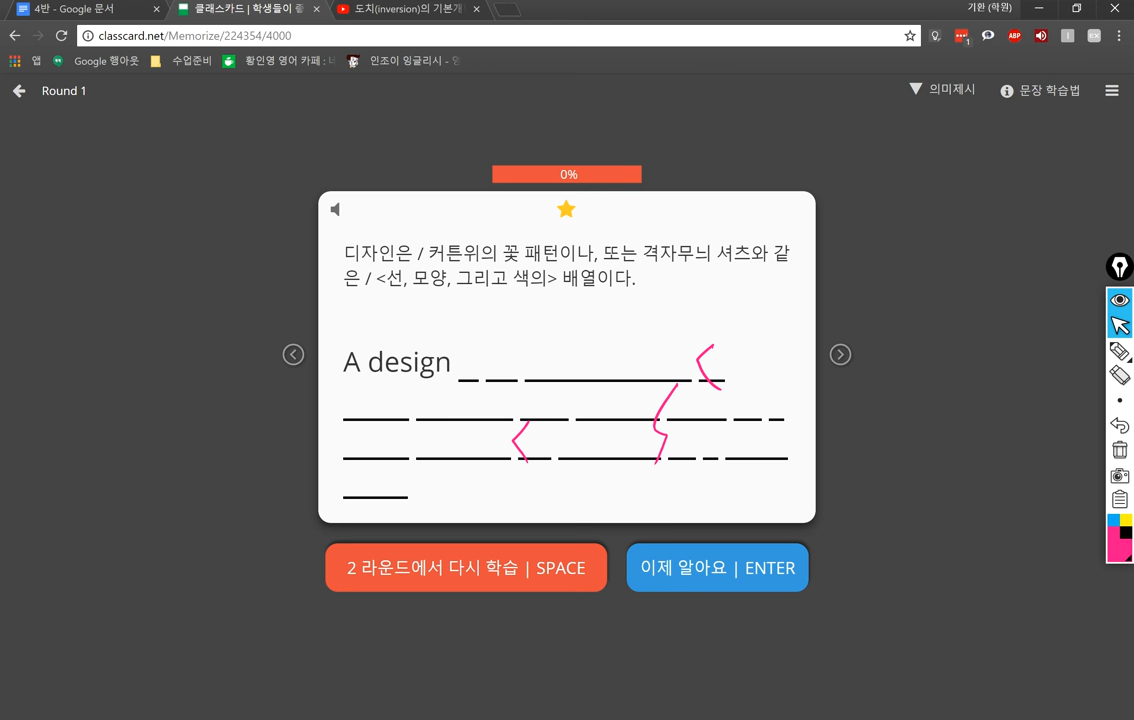 4반 - Google 문서
클래스카드 | 학생들이 좋
도치(inversion)의 기본개
기환 (학원)
classcard.net/Memorize/224354/4000
1
ABP
앱
Google 행아웃
수업준비
황인영 영어 카페 : 네
인조이 잉글리시 - 영
Round 1
의미제시
문장 학습법
0%
디자인은 / 커튼위의 꽃 패턴이나, 또는 격자무늬 셔츠와 같
은 / <선, 모양, 그리고 색의> 배열이다.
A design
2 라운드에서 다시 학습 | SPACE
이제 알아요 | ENTER